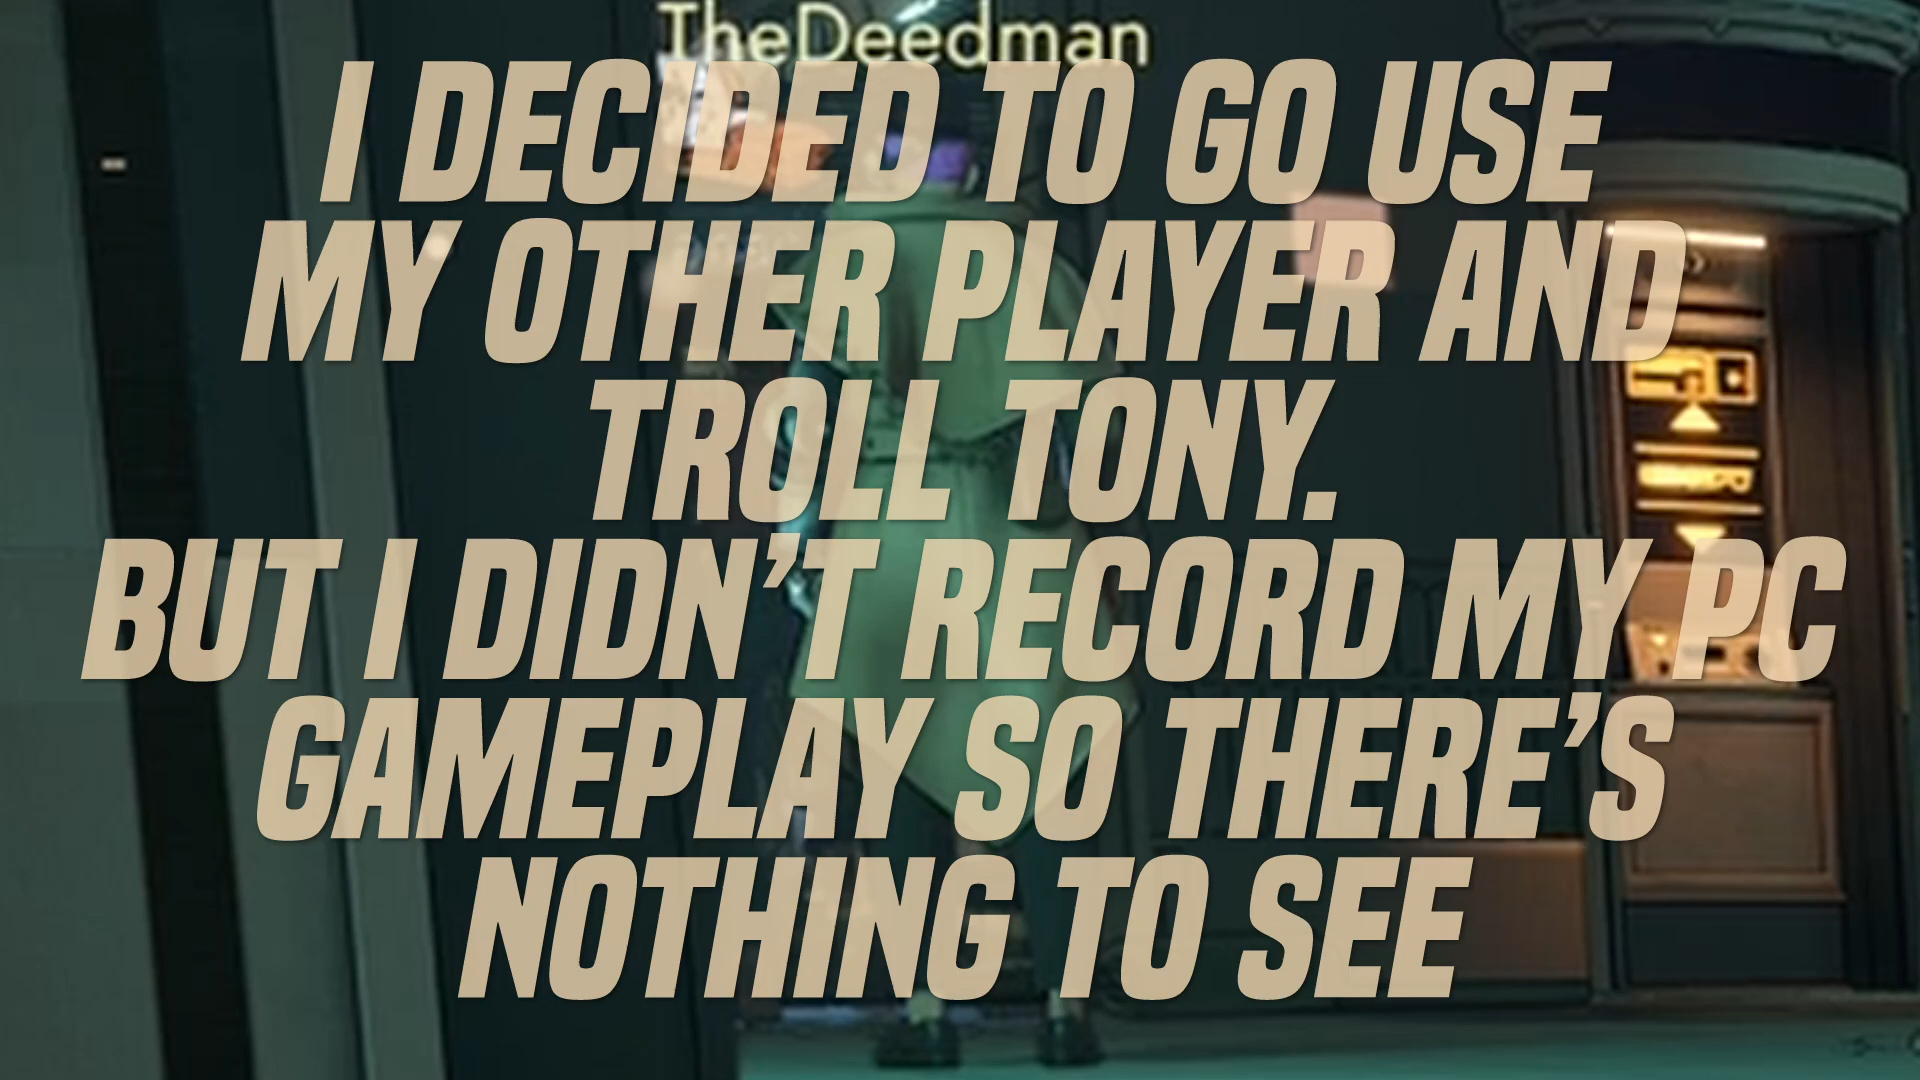 TheDeedman
I DECIDED TO GO USE
MY OTHER PLAYER AND
TROLL TONY.
BUT I DIDN’T RECORD MY PC
GAMEPLAY SO THERE’S
NOTHING TO SEE